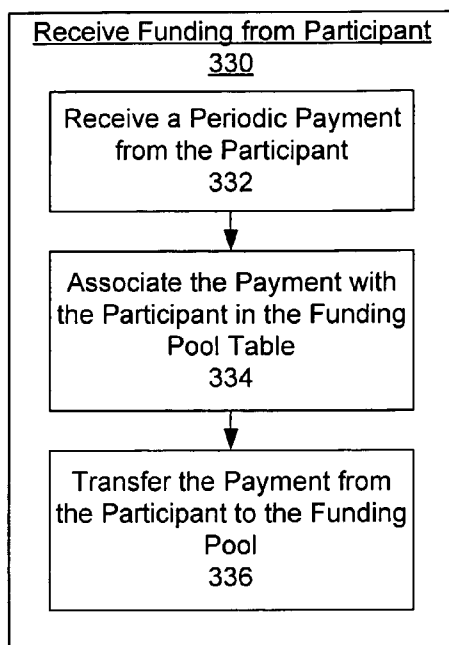 Receive Funding from Participant
330
Receive a Periodic Payment
from the Participant
332
Associate the Payment with
the Participant in the Funding
Pool Table
334
Transfer the Payment from
the Participant to the Funding
Pool
336